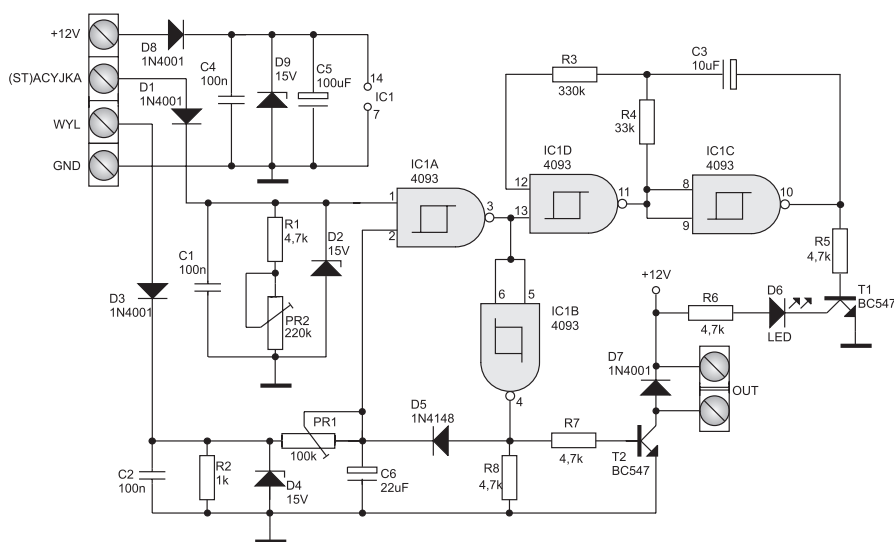 +12V
(ST)ACYJKA
WYL
GND
D8
1N4001
D1
1N4001
C4
100n
D9
15V
C5
100uF
14
IC1
7
R3
330k
C3
10uF
R4
33k
IC1A
4093
IC1D
4093
IC1C
4093
1
2
3
12
13
11
8
9
10
R1
4,7k
D2
15V
C1
100n
PR2
220k
D3
1N4001
6
5
IC1B
4093
4
R5
4,7k
+12V
R6
4,7k
D6
LED
T1
BC547
D7
1N4001
OUT
PR1
100k
D5
1N4148
R7
4,7k
T2
BC547
C2
100n
R2
1k
D4
15V
C6
22uF
R8
4,7k